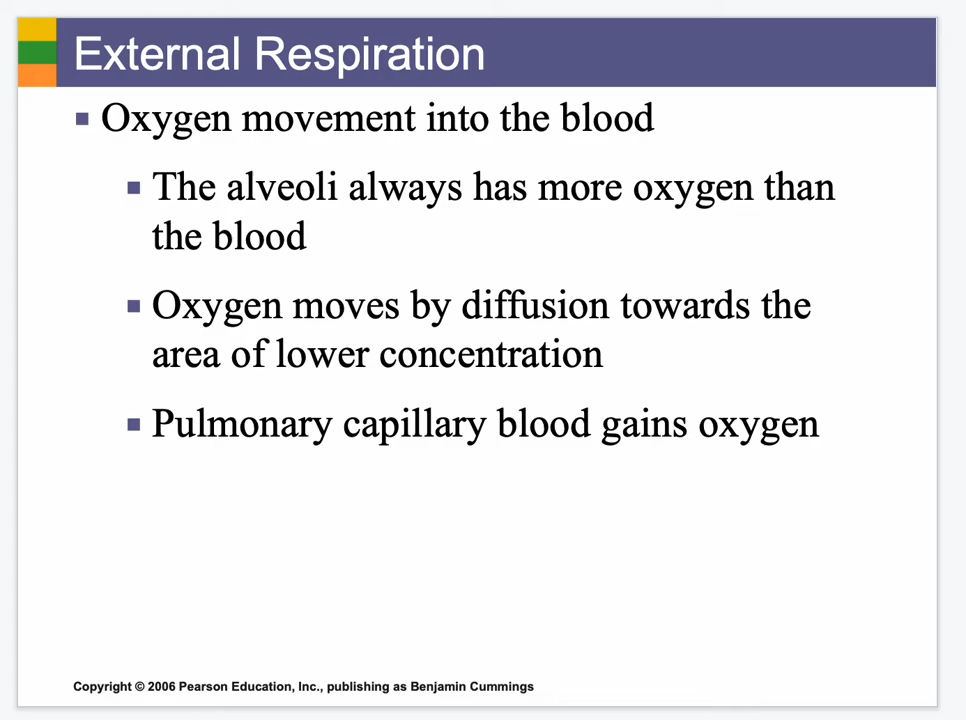 External Respiration
Oxygen movement into the blood
The alveoli always has more oxygen than
the blood
Oxygen moves by diffusion towards the
area of lower concentration
Pulmonary capillary blood gains oxygen
Copyright © 2006 Pearson Education, Inc., publishing as Benjamin Cummings